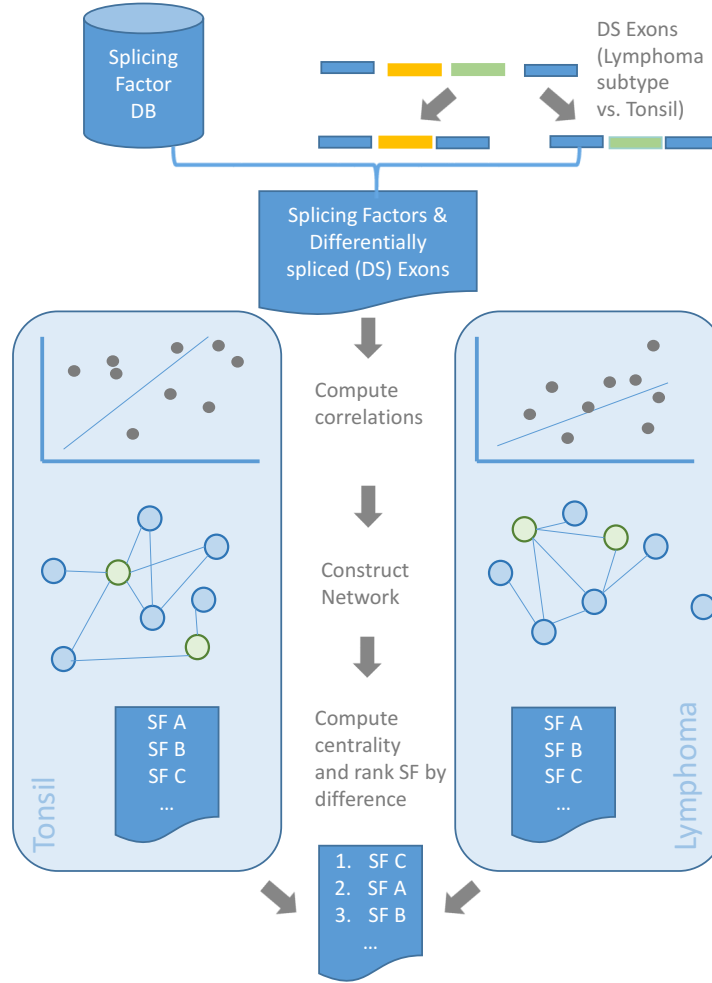 Splicing
Factor
DB
DS Exons
(Lymphoma
subtype
vs. Tonsil)
Splicing Factors &
Differentially
spliced (DS) Exons
Compute
correlations
Construct
Network
Compute
centrality
and rank SF by
difference
SF A
SF B
SF C
...
Tonsil
SF A
SF B
SF C
...
Lymphoma
1. SF C
2. SF A
3. SF B
...